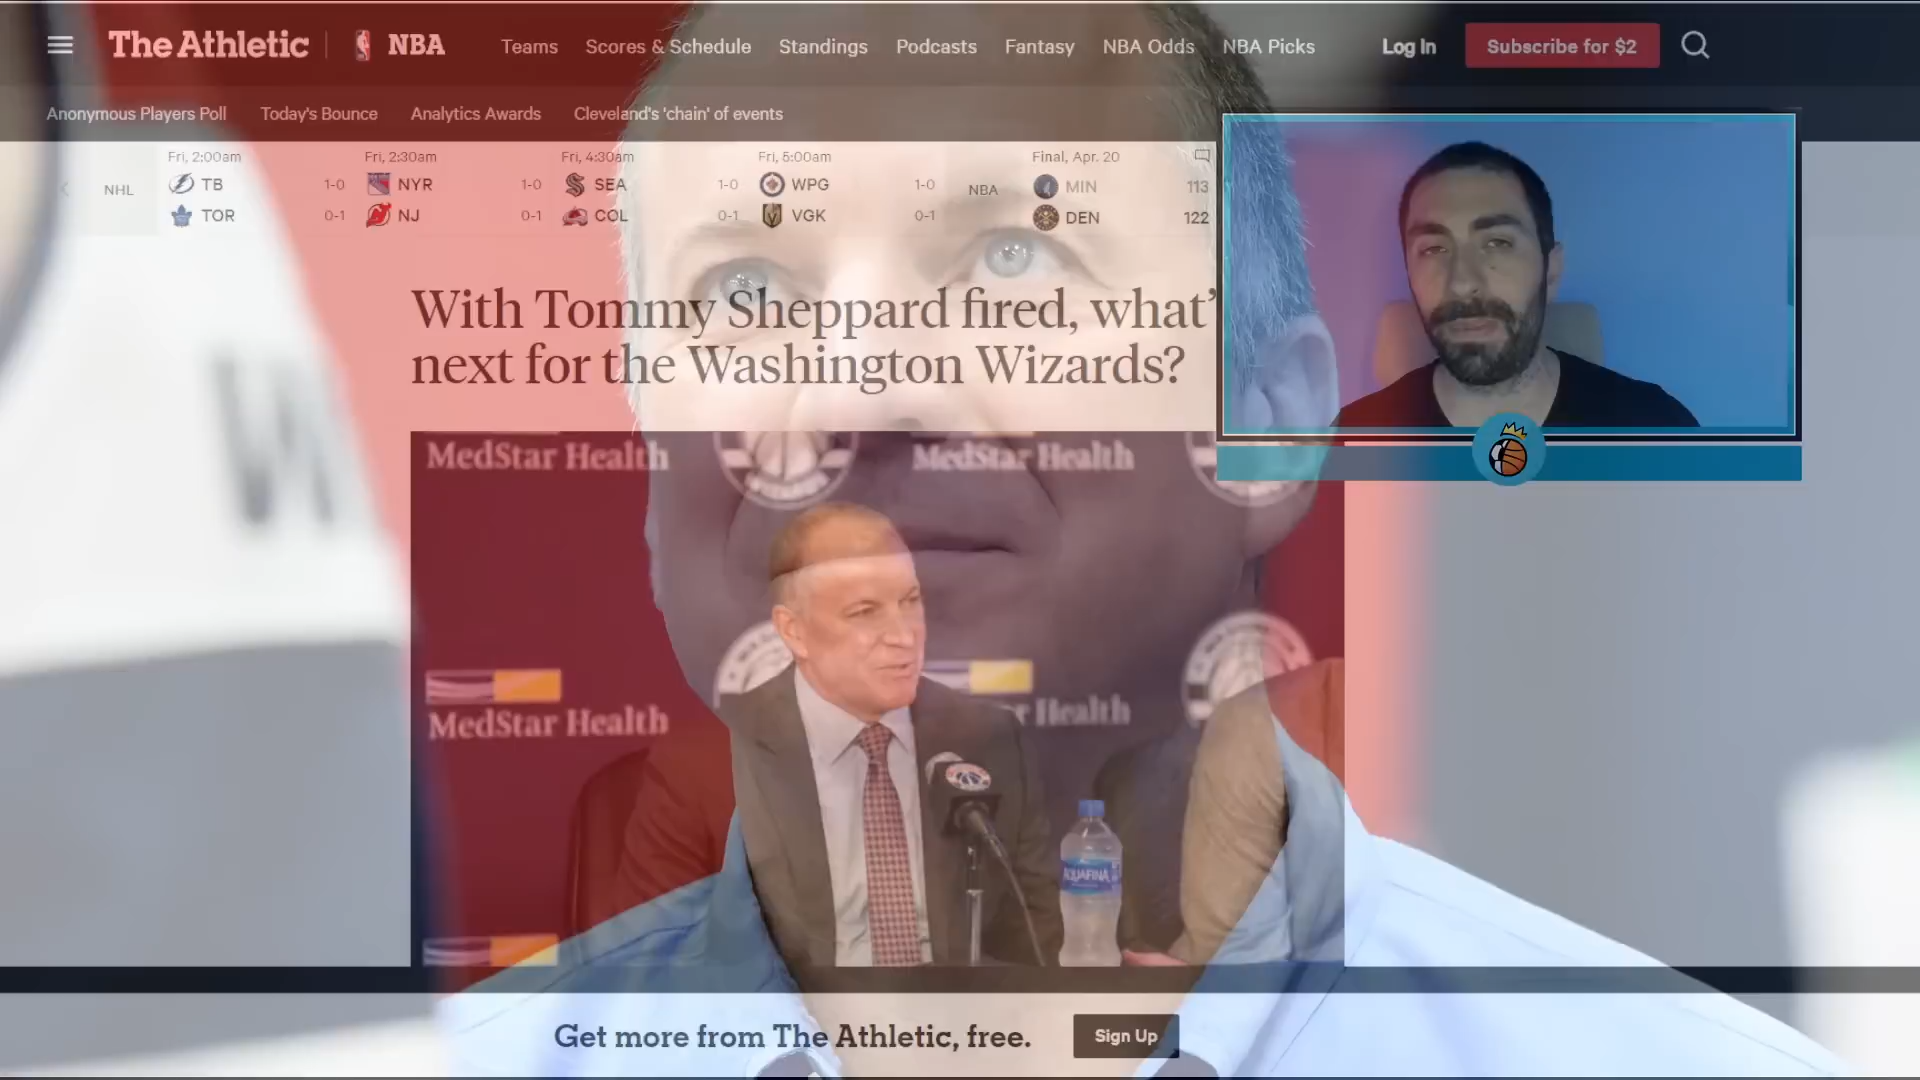 The Athletic NBA Teams Scores & Schedule Standings Podcasts Fantasy NBA Odds NBA Picks Log In Subscribe for $2
Anonymous Players Poll Today's Bounce Analytics Awards Cleveland's 'chain' of events
Fri, 2:00am Fri, 2:30am Fri, 4:30am Fri, 5:00am Final, Apr. 20
NHL TB 1-0 NYR 1-0 SEA 1-0 WPG 1-0 NBA MIN 113
TOR 0-1 NJ 0-1 COL 0-1 VGK 0-1 DEN 122
With Tommy Sheppard fired, what'
next for the Washington Wizards?
MedStar Health MedStar Health
MedStar Health r Health
AQUAFINA
W
Get more from The Athletic, free. Sign Up